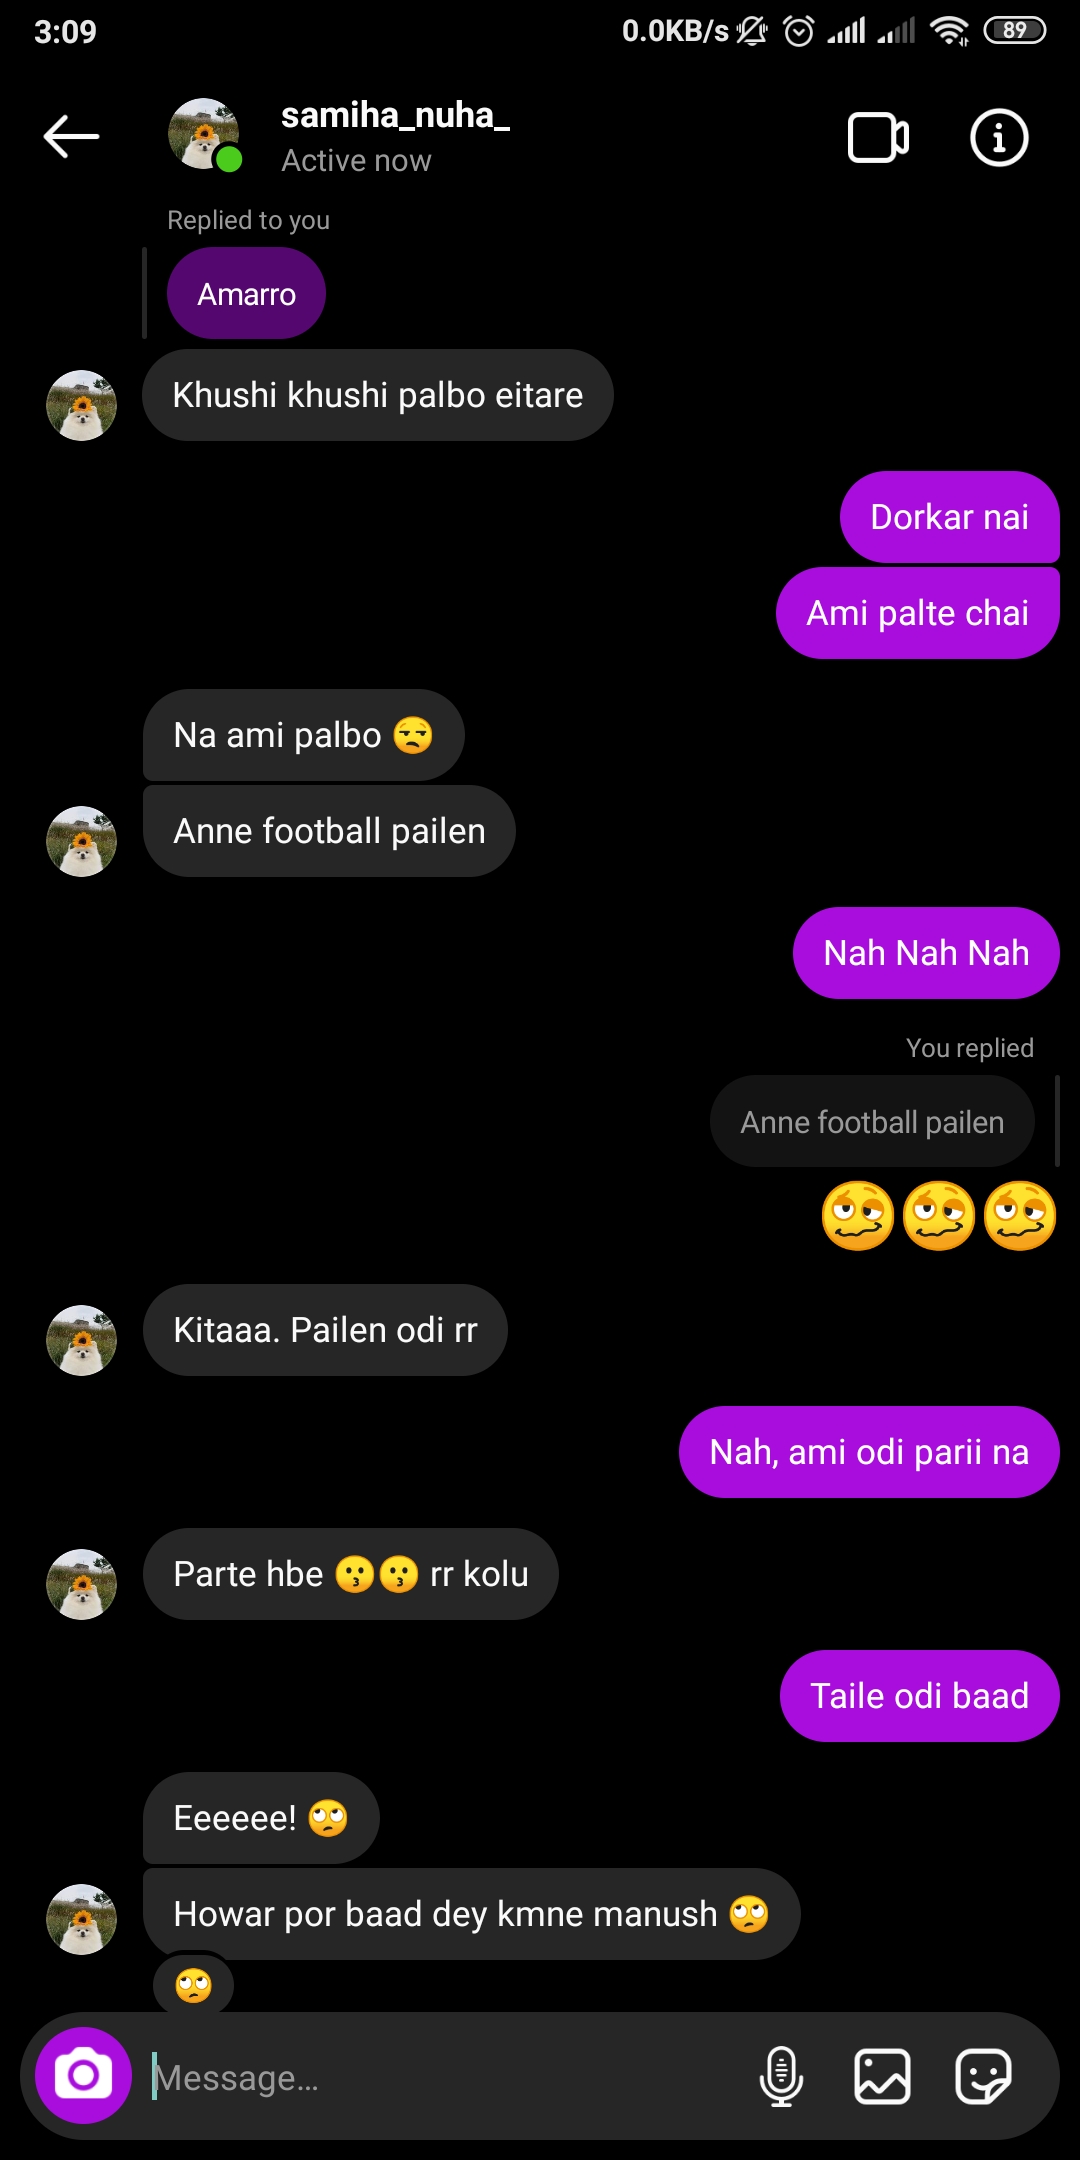 3:09
0.0KB/s
89
samiha_nuha_
Active now
Replied to you
Amarro
Khushi khushi palbo eitare
Dorkar nai
Ami palte chai
Na ami palbo 😒
Anne football pailen
Nah Nah Nah
You replied
Anne football pailen
🥴🥴🥴
Kitaaa. Pailen odi rr
Nah, ami odi parii na
Parte hbe 😗😗 rr kolu
Taile odi baad
Eeeeee! 🙄
Howar por baad dey kmne manush 🙄
🙄
Message...